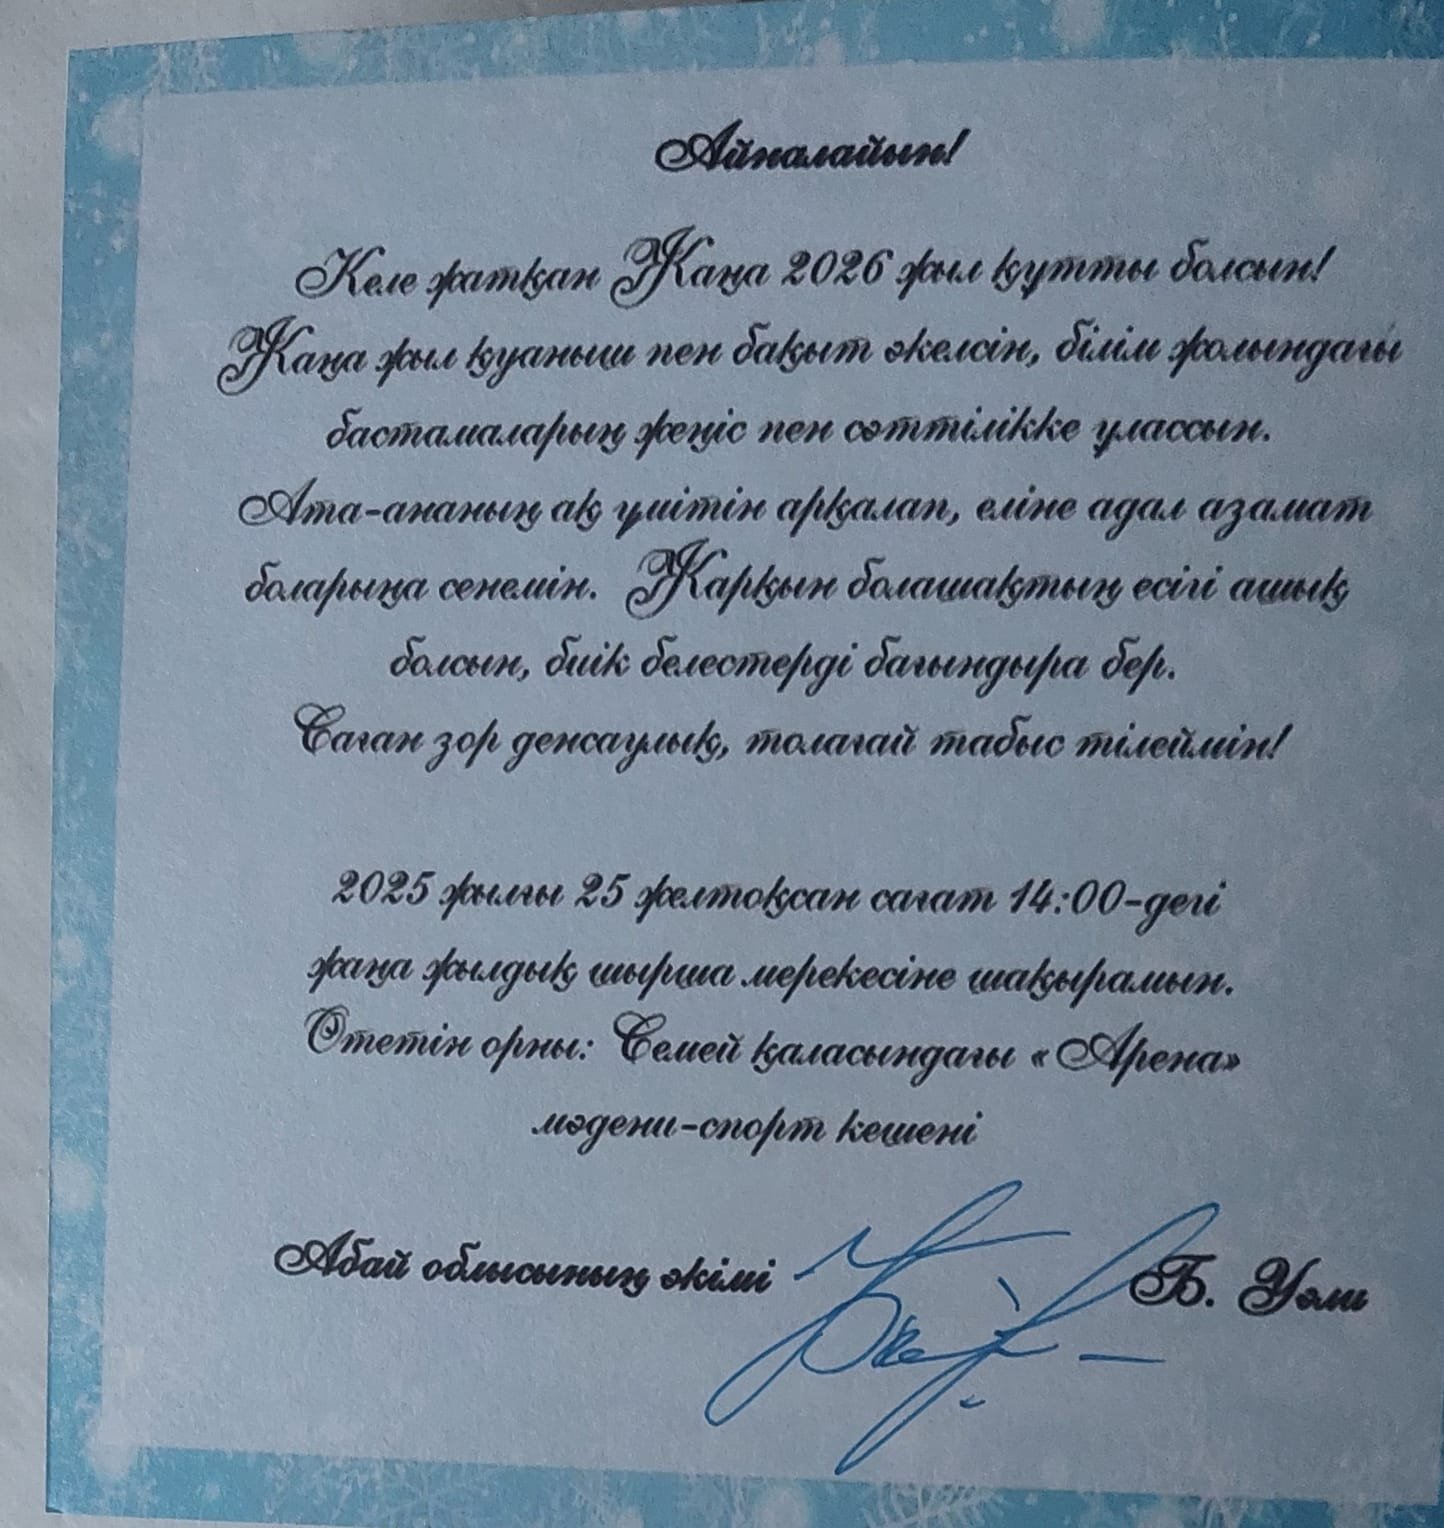 Айналайын!
Келе жатқан Жаңа 2026 жыл құтты болсын!
Жаңа жыл қуаныш пен бақыт әкелсін, білім жолындағы
бастамаларың жеңіс пен сәттілікке ұлассын.
Ата-ананың ақ үмітін арқалап, еліне адал азамат
боларыңа сенемін. Жарқын болашақтың есігі ашық
болсын, биік белестерді бағындыра бер.
Саған зор денсаулық, толағай табыс тілеймін!
2025 жылғы 25 желтоқсан сағат 14:00-дегі
жаңа жылдық шырша мерекесіне шақырамын.
Өтетін орны: Семей қаласындағы «Арена»
мәдени-спорт кешені
Абай облысының әкімі Б. Уәли